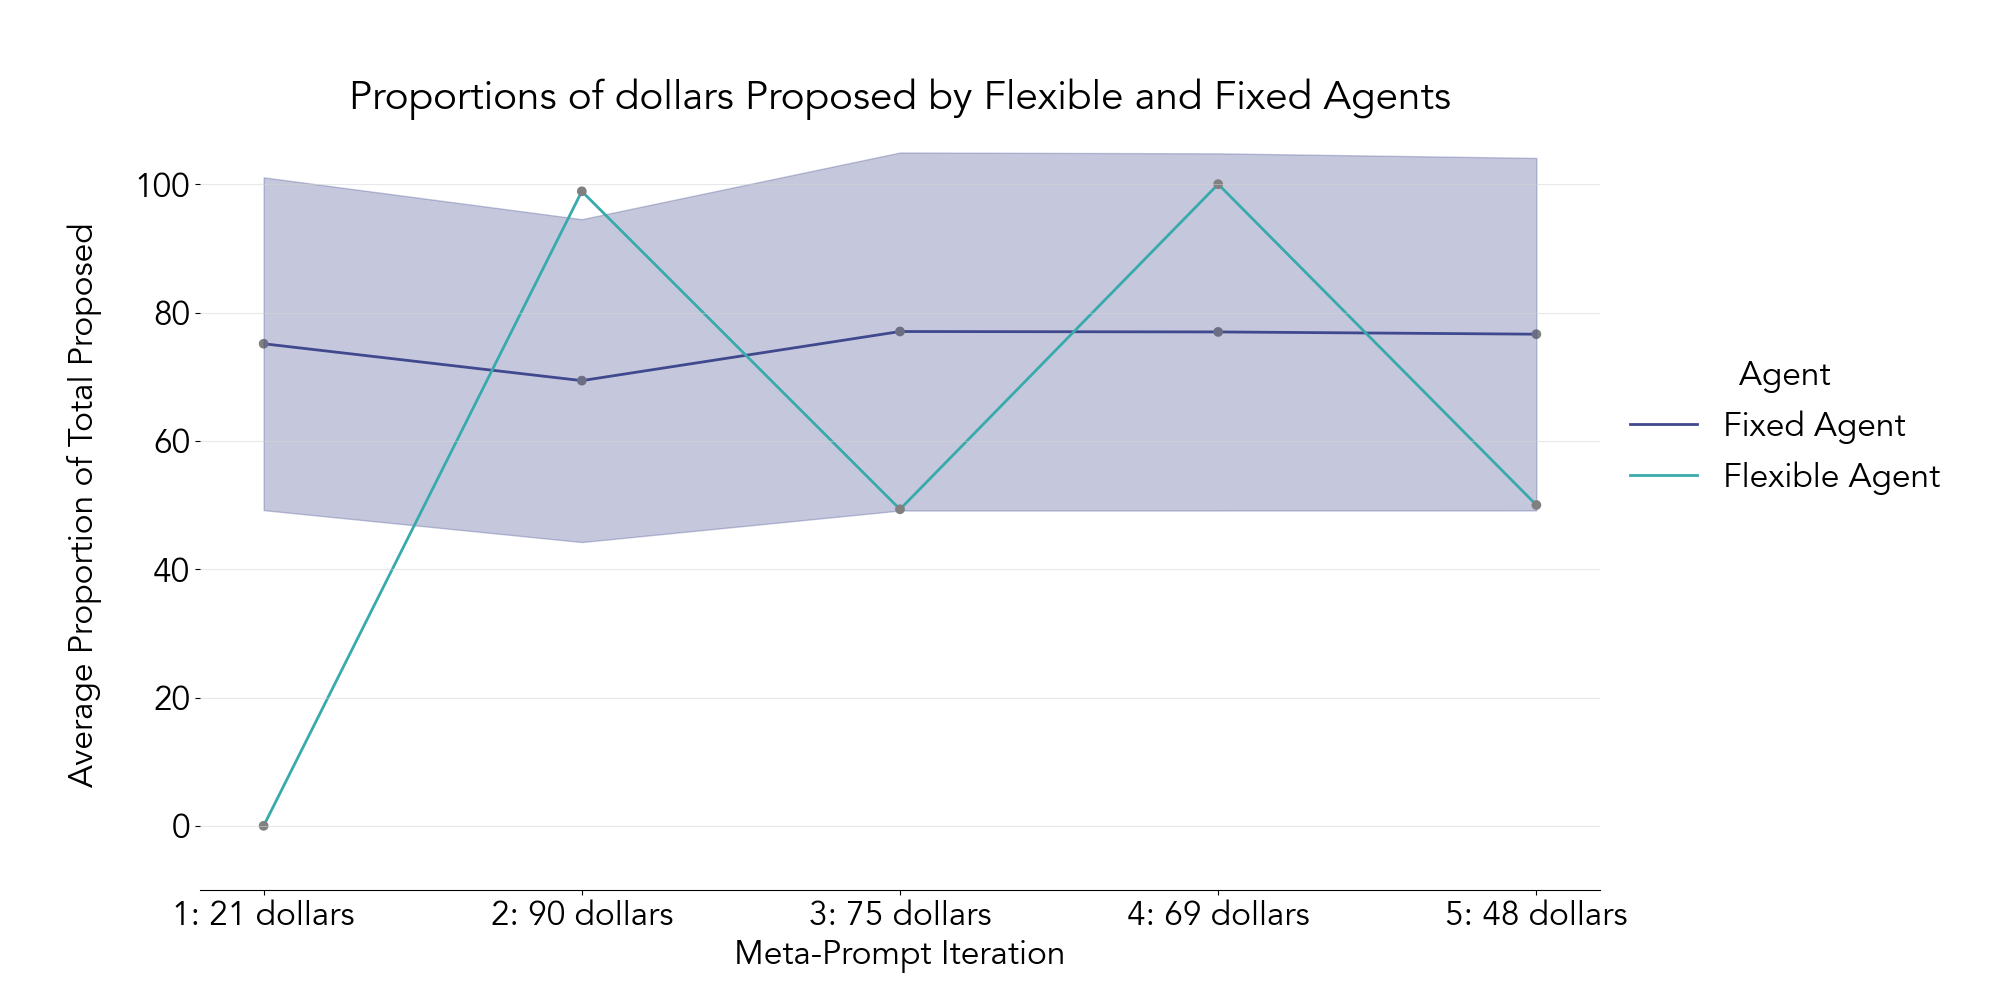 Proportions of dollars Proposed by Flexible and Fixed Agents
Average Proportion of Total Proposed
100
80
60
40
20
0
1: 21 dollars
2: 90 dollars
3: 75 dollars
4: 69 dollars
5: 48 dollars
Meta-Prompt Iteration
Agent
Fixed Agent
Flexible Agent